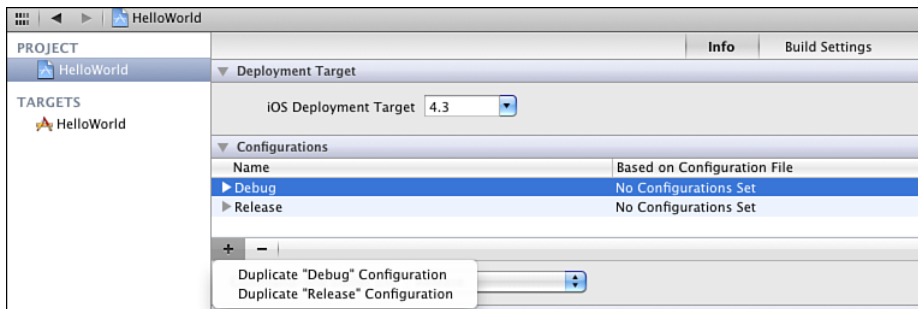 HelloWorld
PROJECT
HelloWorld
TARGETS
HelloWorld
Info Build Settings
Deployment Target
iOS Deployment Target 4.3
Configurations
Name Based on Configuration File
Debug No Configurations Set
Release No Configurations Set
+ −
Duplicate "Debug" Configuration
Duplicate "Release" Configuration